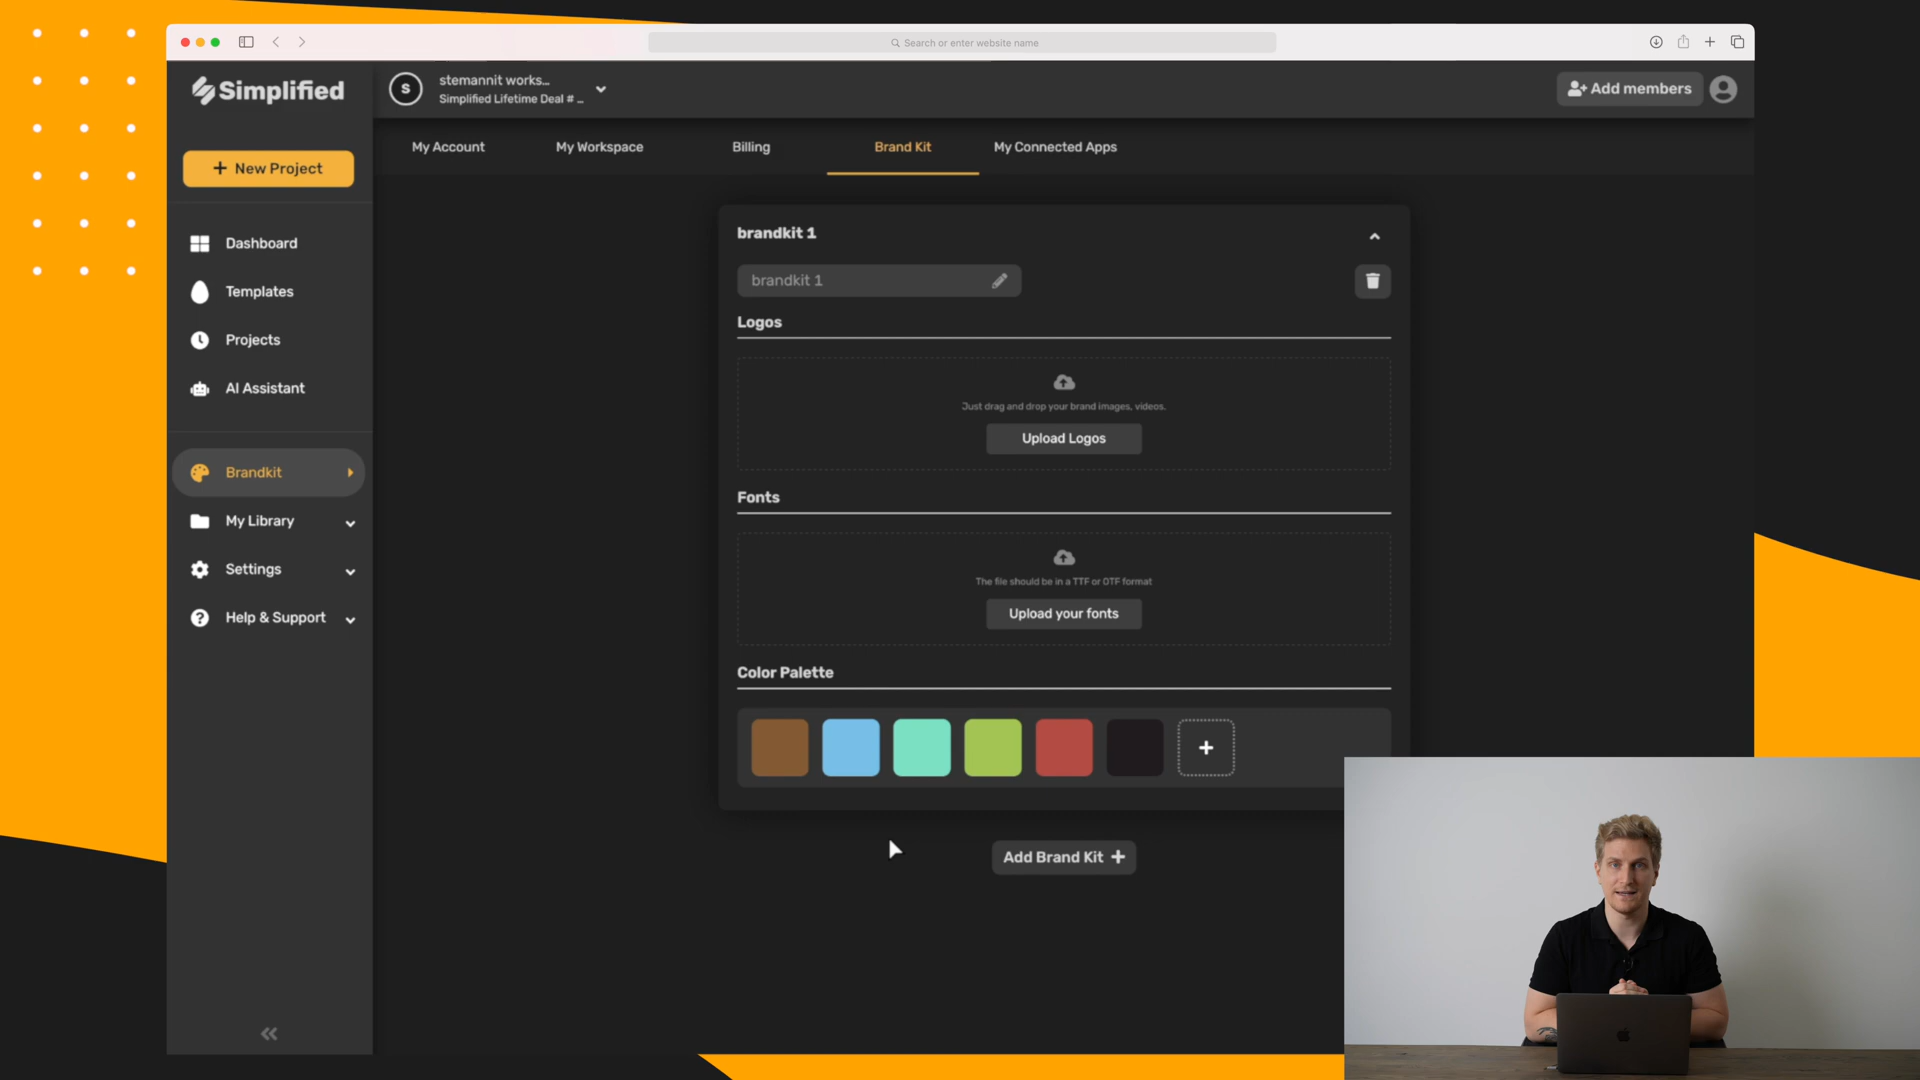 Search or enter website name
Simplified
S
stemannit works...
Simplified Lifetime Deal # ...
Add members
My Account
My Workspace
Billing
Brand Kit
My Connected Apps
+ New Project
Dashboard
Templates
Projects
AI Assistant
Brandkit
My Library
Settings
Help & Support
brandkit 1
brandkit 1
Logos
Just drag and drop your brand images, videos.
Upload Logos
Fonts
The file should be in a TTF or OTF format
Upload your fonts
Color Palette
+
Add Brand Kit +